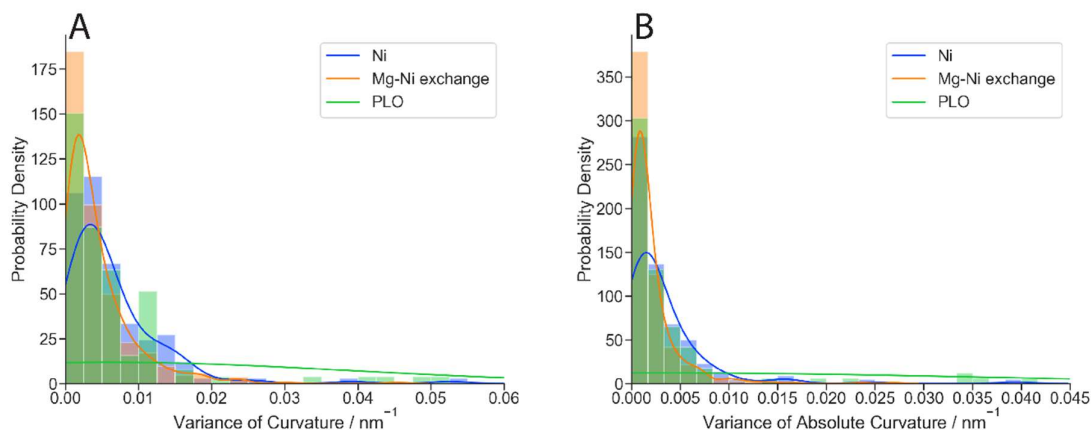 A
Probability Density
175
150
125
100
75
50
25
0
0.00 0.01 0.02 0.03 0.04 0.05 0.06
Variance of Curvature / nm⁻¹
Ni
Mg-Ni exchange
PLO
B
Probability Density
350
300
250
200
150
100
50
0
0.000 0.005 0.010 0.015 0.020 0.025 0.030 0.035 0.040 0.045
Variance of Absolute Curvature / nm⁻¹
Ni
Mg-Ni exchange
PLO